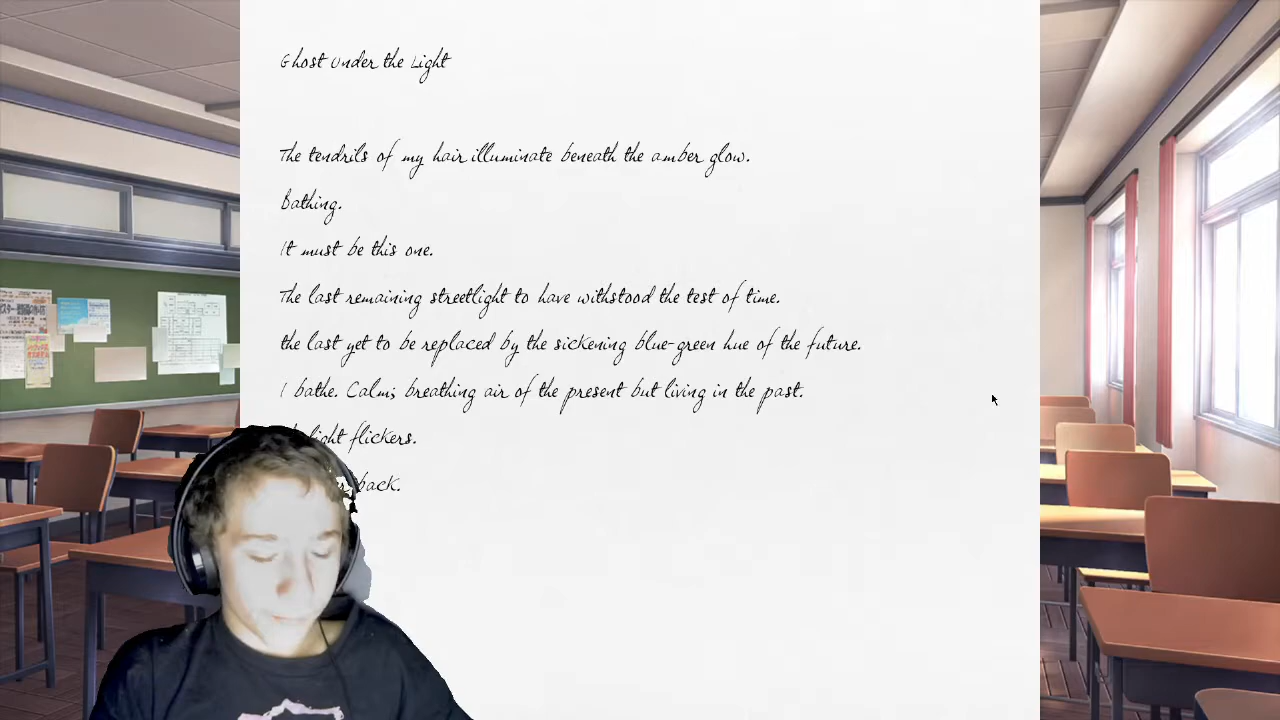 Ghost Under the Light
The tendrils of my hair illuminate beneath the amber glow.
Bathing.
It must be this one.
The last remaining streetlight to have withstood the test of time.
the last yet to be replaced by the sickening blue-green hue of the future.
I bathe. Calm; breathing air of the present but living in the past.
light flickers.
back.